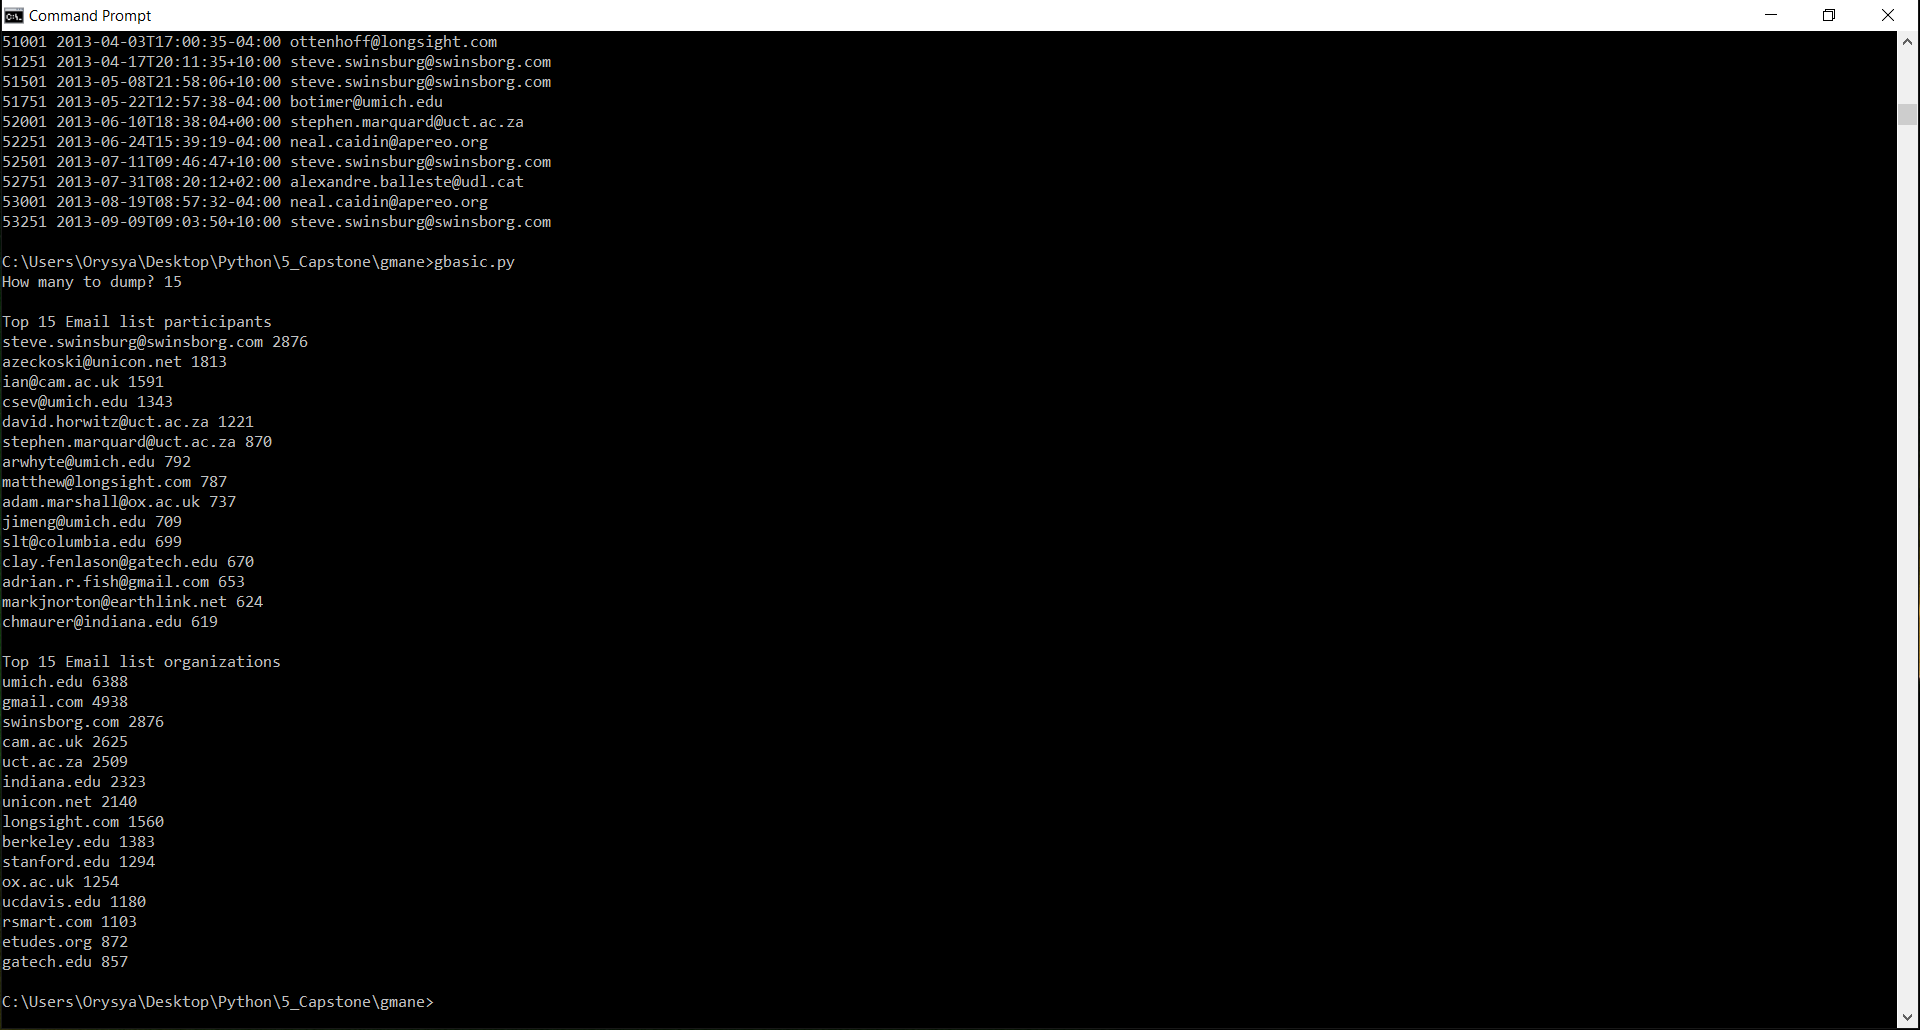 Command Prompt
51001 2013-04-03T17:00:35-04:00 ottenhoff@longsight.com
51251 2013-04-17T20:11:35+10:00 steve.swinsburg@swinsborg.com
51501 2013-05-08T21:58:06+10:00 steve.swinsburg@swinsborg.com
51751 2013-05-22T12:57:38-04:00 botimer@umich.edu
52001 2013-06-10T18:38:04+00:00 stephen.marquard@uct.ac.za
52251 2013-06-24T15:39:19-04:00 neal.caidin@apereo.org
52501 2013-07-11T09:46:47+10:00 steve.swinsburg@swinsborg.com
52751 2013-07-31T08:20:12+02:00 alexandre.balleste@udl.cat
53001 2013-08-19T08:57:32-04:00 neal.caidin@apereo.org
53251 2013-09-09T09:03:50+10:00 steve.swinsburg@swinsborg.com
C:\Users\Orysya\Desktop\Python\5_Capstone\gmane>gbasic.py
How many to dump? 15
Top 15 Email list participants
steve.swinsburg@swinsborg.com 2876
azeckoski@unicon.net 1813
ian@cam.ac.uk 1591
csev@umich.edu 1343
david.horwitz@uct.ac.za 1221
stephen.marquard@uct.ac.za 870
arwhyte@umich.edu 792
matthew@longsight.com 787
adam.marshall@ox.ac.uk 737
jimeng@umich.edu 709
slt@columbia.edu 699
clay.fenlason@gatech.edu 670
adrian.r.fish@gmail.com 653
markjnorton@earthlink.net 624
chmaurer@indiana.edu 619
Top 15 Email list organizations
umich.edu 6388
gmail.com 4938
swinsborg.com 2876
cam.ac.uk 2625
uct.ac.za 2509
indiana.edu 2323
unicon.net 2140
longsight.com 1560
berkeley.edu 1383
stanford.edu 1294
ox.ac.uk 1254
ucdavis.edu 1180
rsmart.com 1103
etudes.org 872
gatech.edu 857
C:\Users\Orysya\Desktop\Python\5_Capstone\gmane>